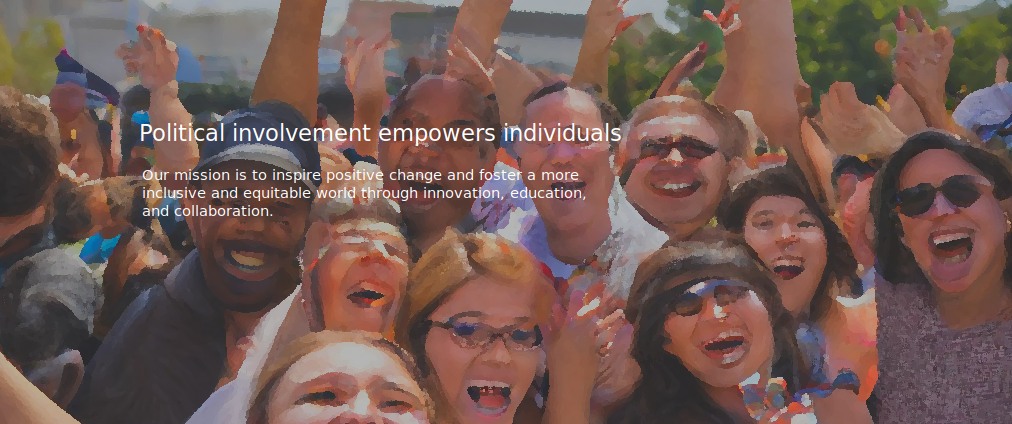 Political involvement empowers individuals
Our mission is to inspire positive change and foster a more
inclusive and equitable world through innovation, education,
and collaboration.